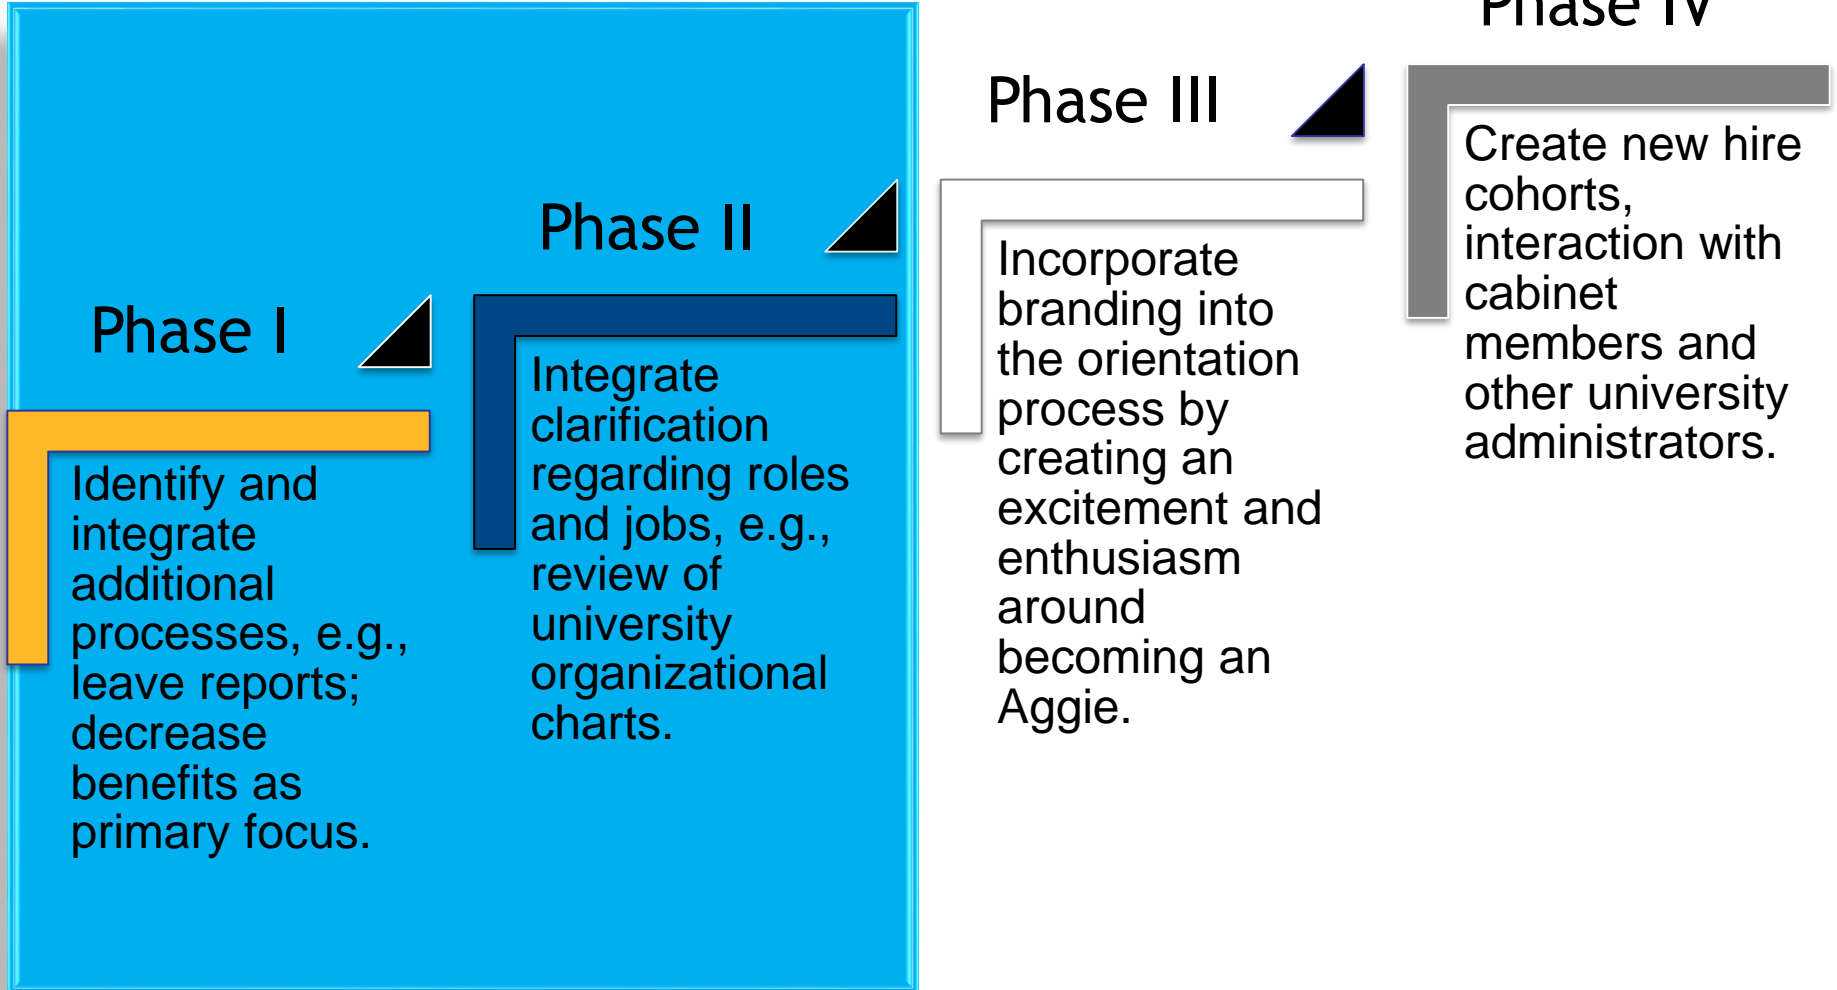 Phase I
Identify and
integrate
additional
processes, e.g.,
leave reports;
decrease
benefits as
primary focus.
Phase II
Integrate
clarification
regarding roles
and jobs, e.g.,
review of
university
organizational
charts.
Phase III
Incorporate
branding into
the orientation
process by
creating an
excitement and
enthusiasm
around
becoming an
Aggie.
Phase IV
Create new hire
cohorts,
interaction with
cabinet
members and
other university
administrators.